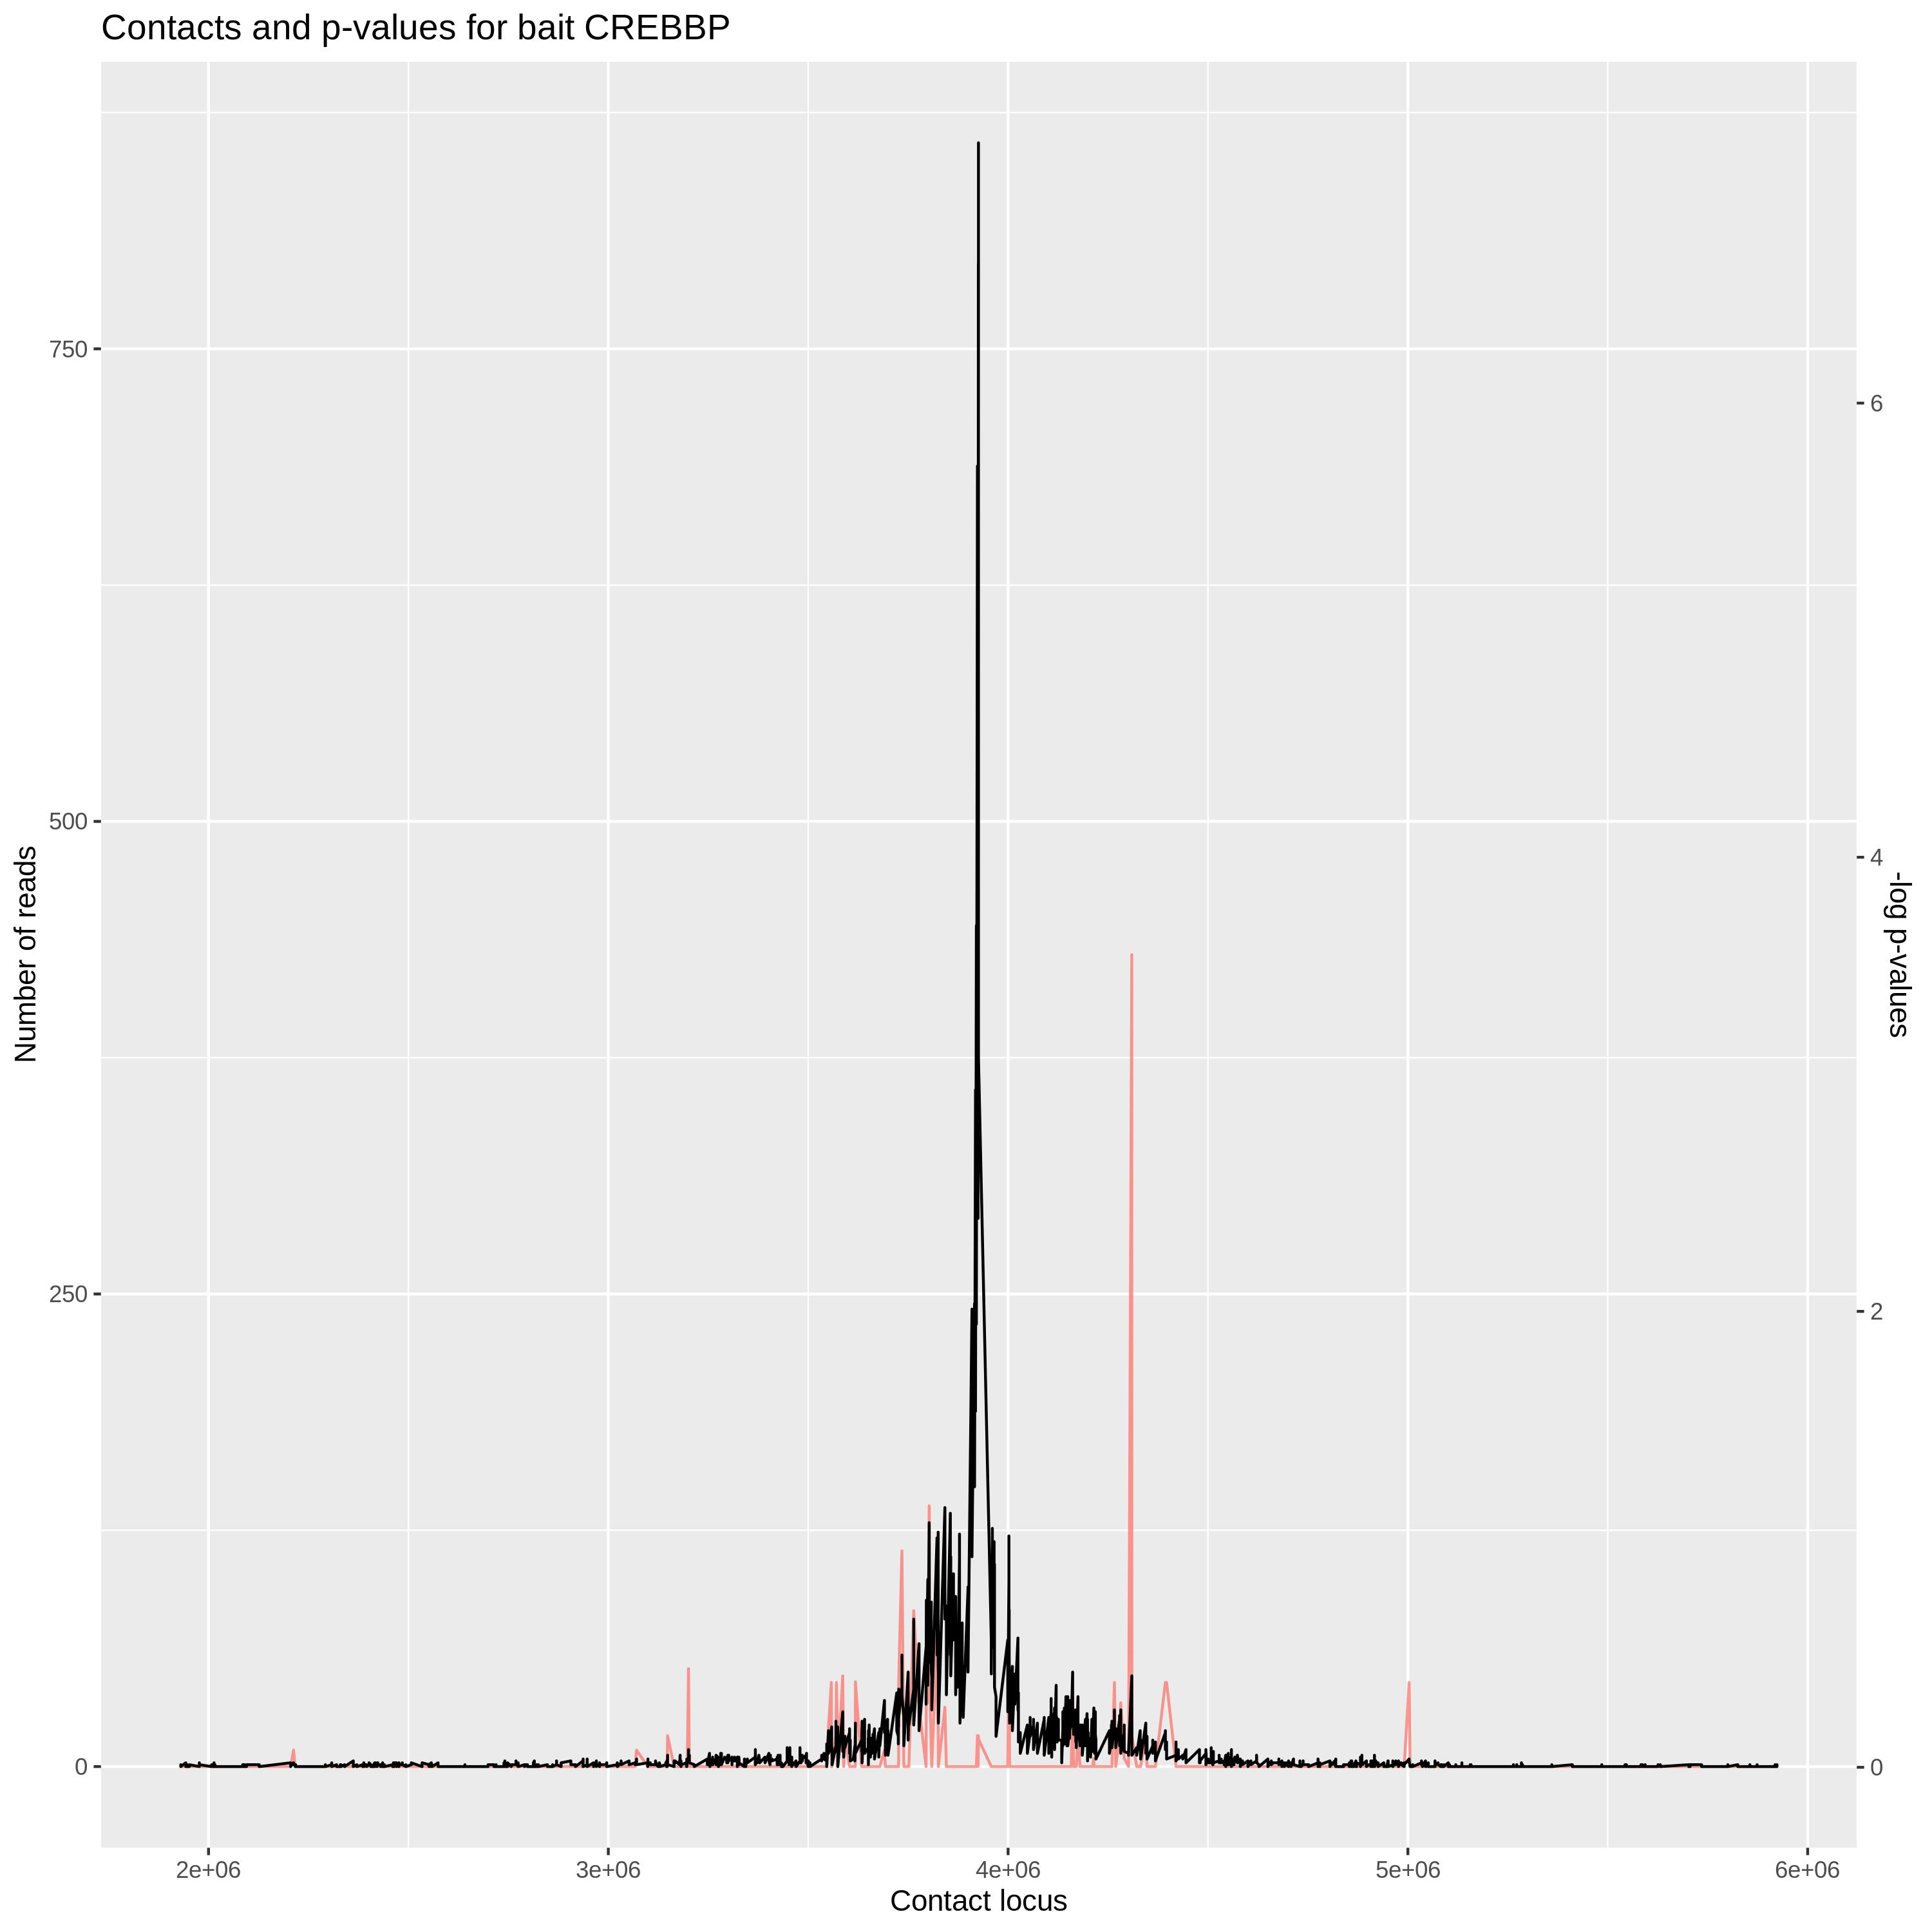 Contacts and p-values for bait CREBBP
750
500
250
0
Number of reads
6
4
2
0
-log p-values
2e+06
3e+06
4e+06
5e+06
6e+06
Contact locus